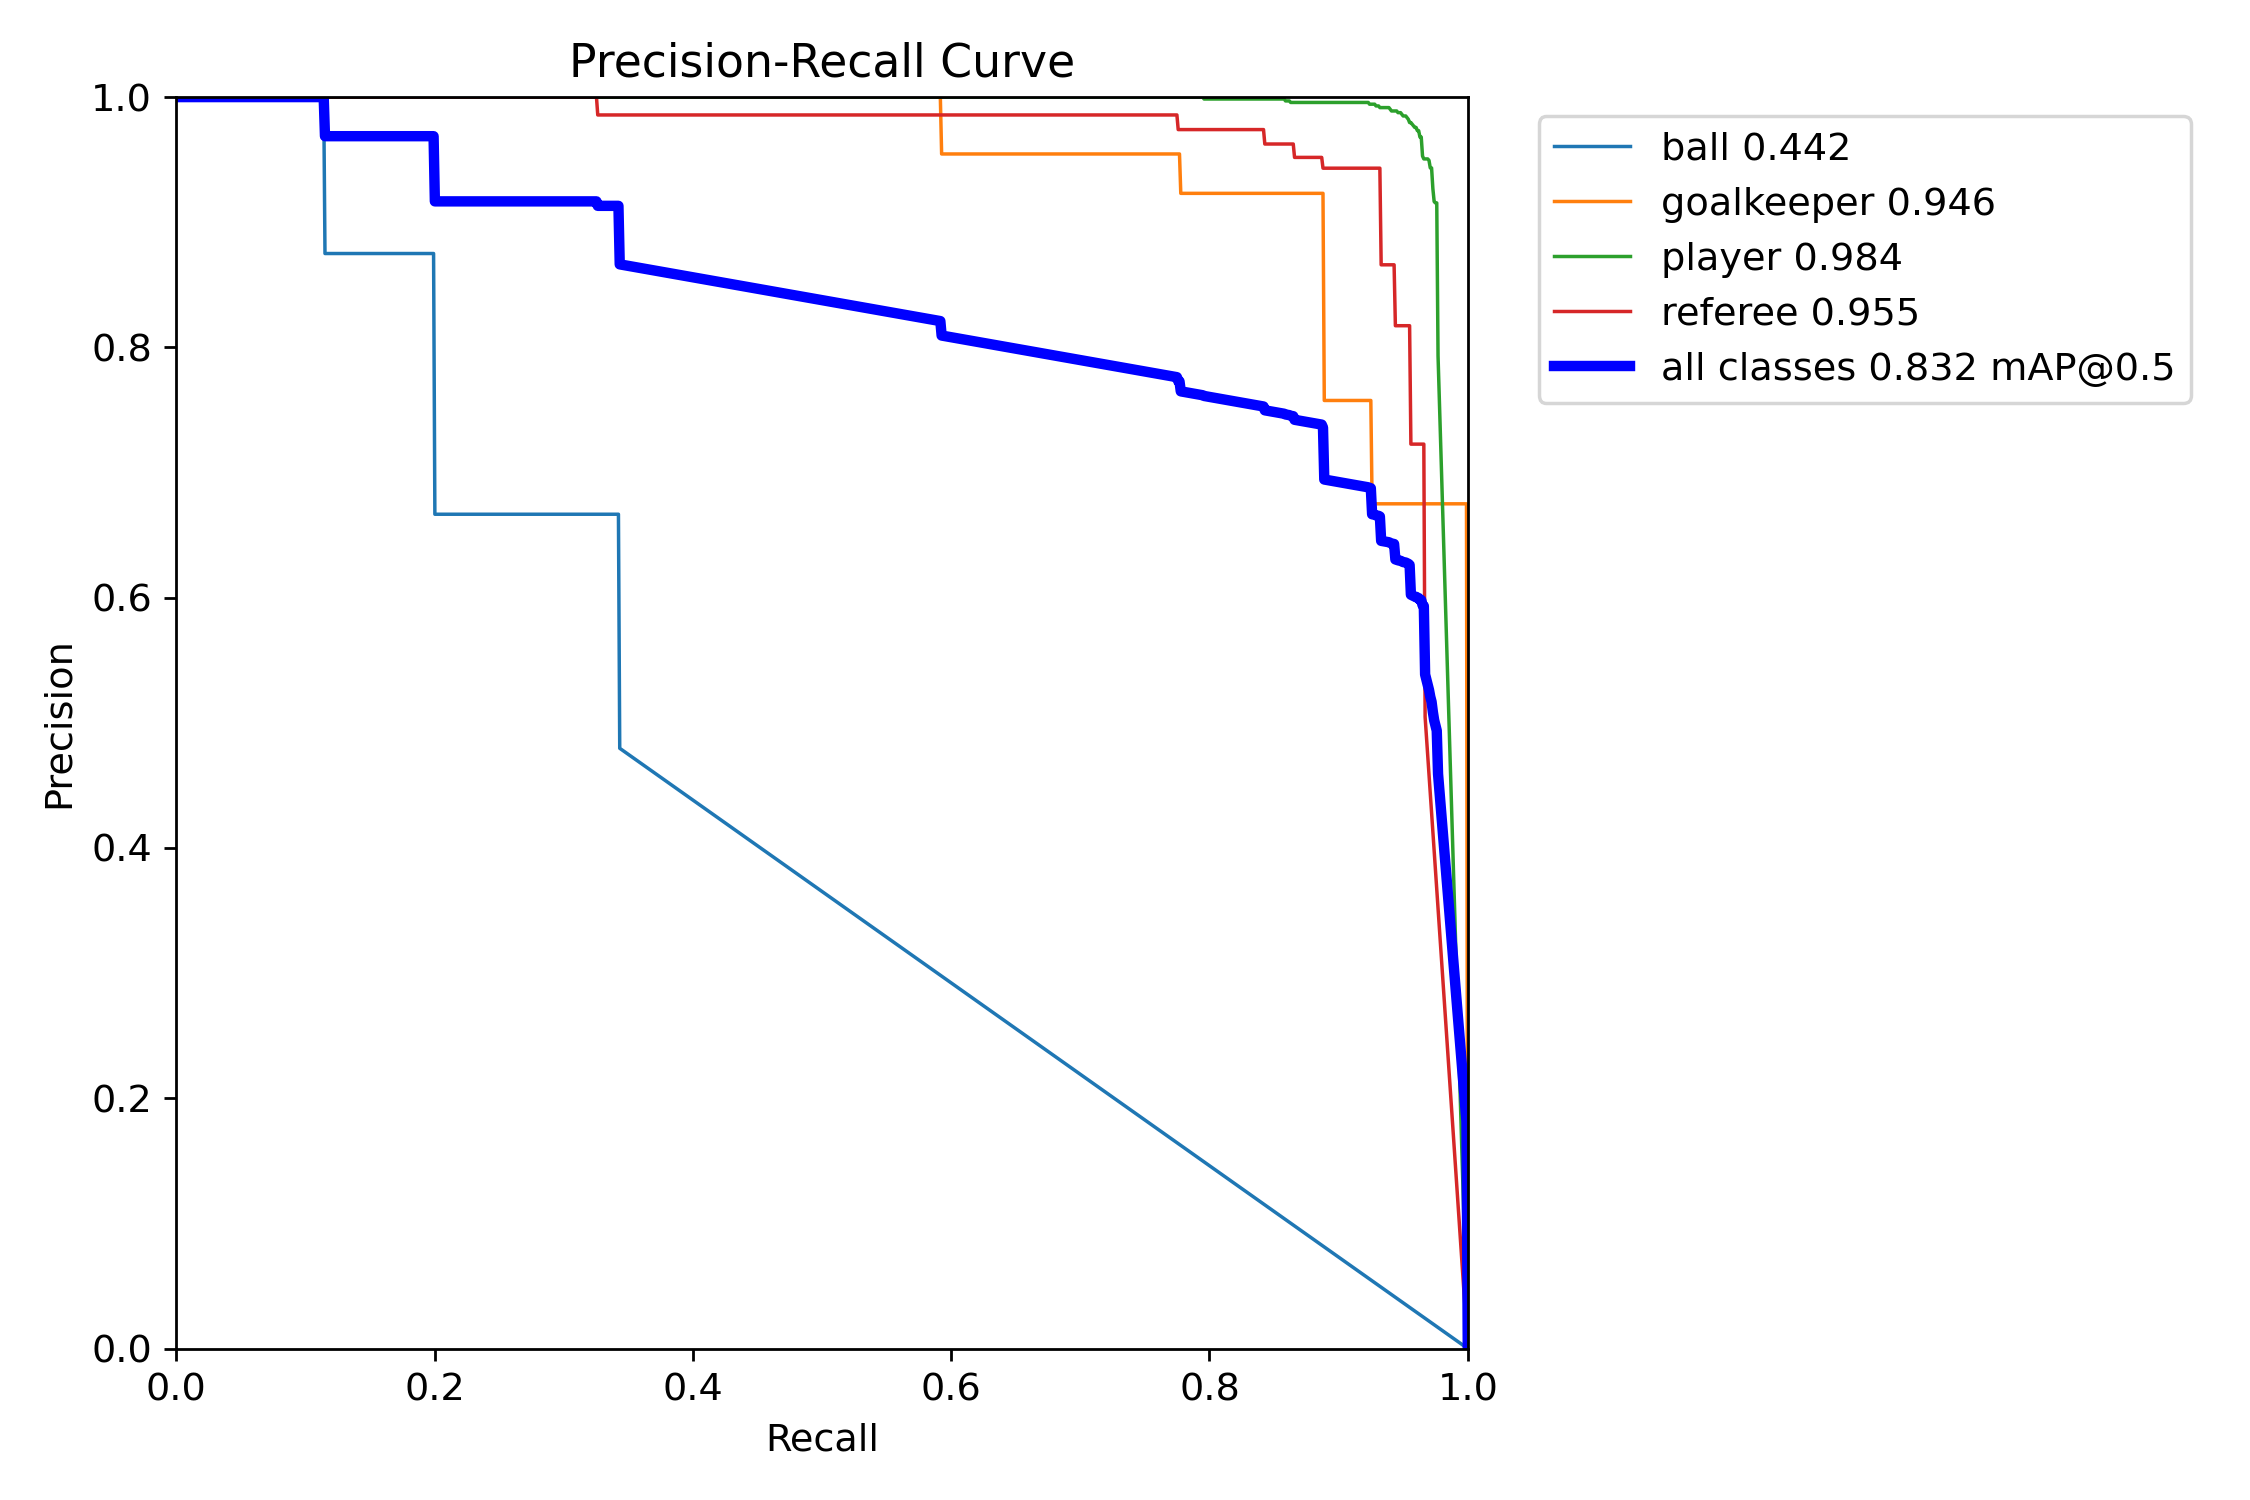 Precision-Recall Curve
1.0
0.8
0.6
0.4
0.2
0.0
Precision
0.0 0.2 0.4 0.6 0.8 1.0
Recall
ball 0.442
goalkeeper 0.946
player 0.984
referee 0.955
all classes 0.832 mAP@0.5